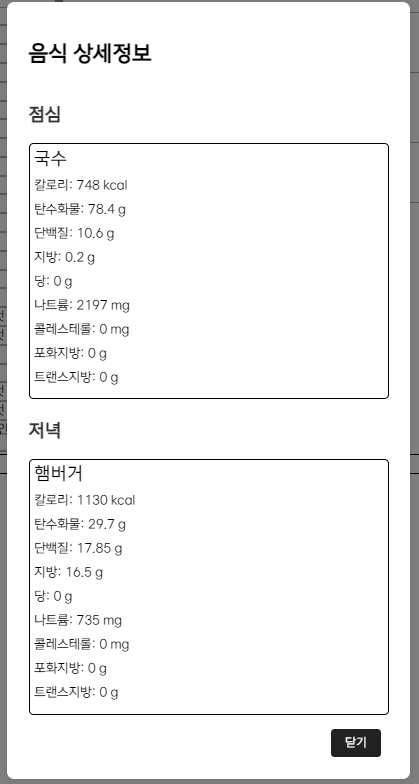 음식 상세정보
점심
국수
칼로리: 748 kcal
탄수화물: 78.4 g
단백질: 10.6 g
지방: 0.2 g
당: 0 g
나트륨: 2197 mg
콜레스테롤: 0 mg
포화지방: 0 g
트랜스지방: 0 g
저녁
햄버거
칼로리: 1130 kcal
탄수화물: 29.7 g
단백질: 17.85 g
지방: 16.5 g
당: 0 g
나트륨: 735 mg
콜레스테롤: 0 mg
포화지방: 0 g
트랜스지방: 0 g
닫기